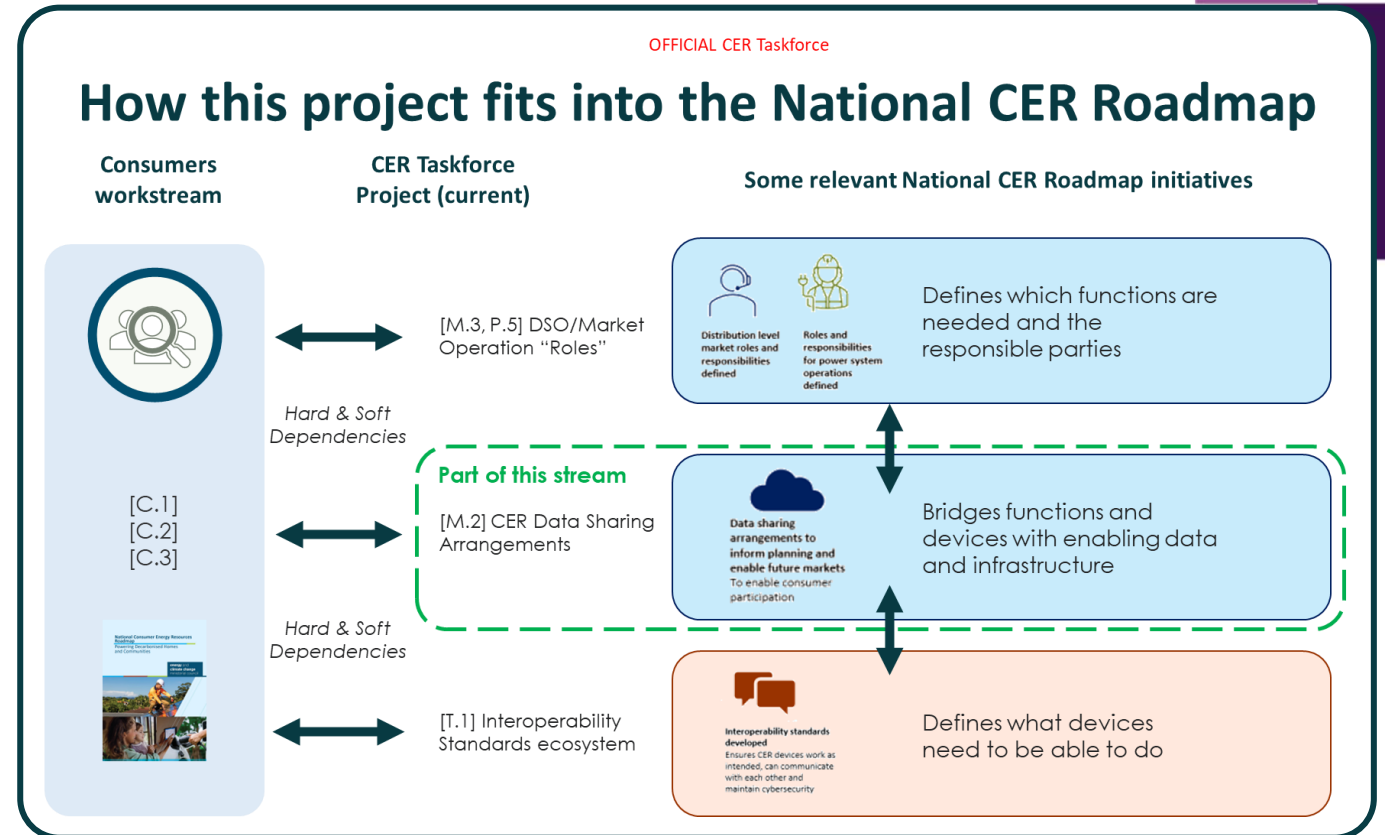 OFFICIAL CER Taskforce
How this project fits into the National CER Roadmap
Consumers
workstream
CER Taskforce
Project (current)
Some relevant National CER Roadmap initiatives
[M.3, P.5] DSO/Market
Operation “Roles”
Distribution level
market roles and
responsibilities
defined
Roles and
responsibilities
for power system
operations
defined
Defines which functions are
needed and the
responsible parties
Hard & Soft
Dependencies
[C.1]
[C.2]
[C.3]
Part of this stream
[M.2] CER Data Sharing
Arrangements
Data sharing
arrangements to
inform planning and
enable future markets
To enable consumer
participation
Bridges functions and
devices with enabling data
and infrastructure
Hard & Soft
Dependencies
National Consumer Energy Resources
Roadmap
Powering Decarbonised Homes
and Communities
[T.1] Interoperability
Standards ecosystem
Interoperability standards
developed
Ensures CER devices work as
intended, can communicate
with each other and
maintain cybersecurity
Defines what devices
need to be able to do